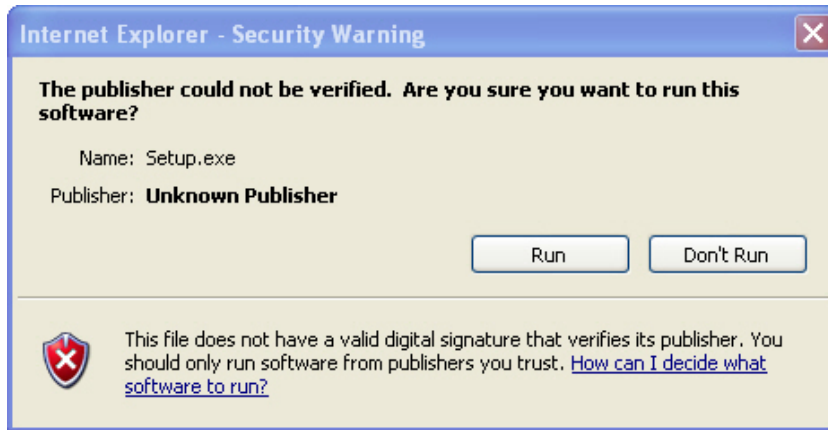 Internet Explorer - Security Warning
The publisher could not be verified. Are you sure you want to run this
software?
Name: Setup.exe
Publisher: Unknown Publisher
Run Don't Run
This file does not have a valid digital signature that verifies its publisher. You
should only run software from publishers you trust. How can I decide what
software to run?